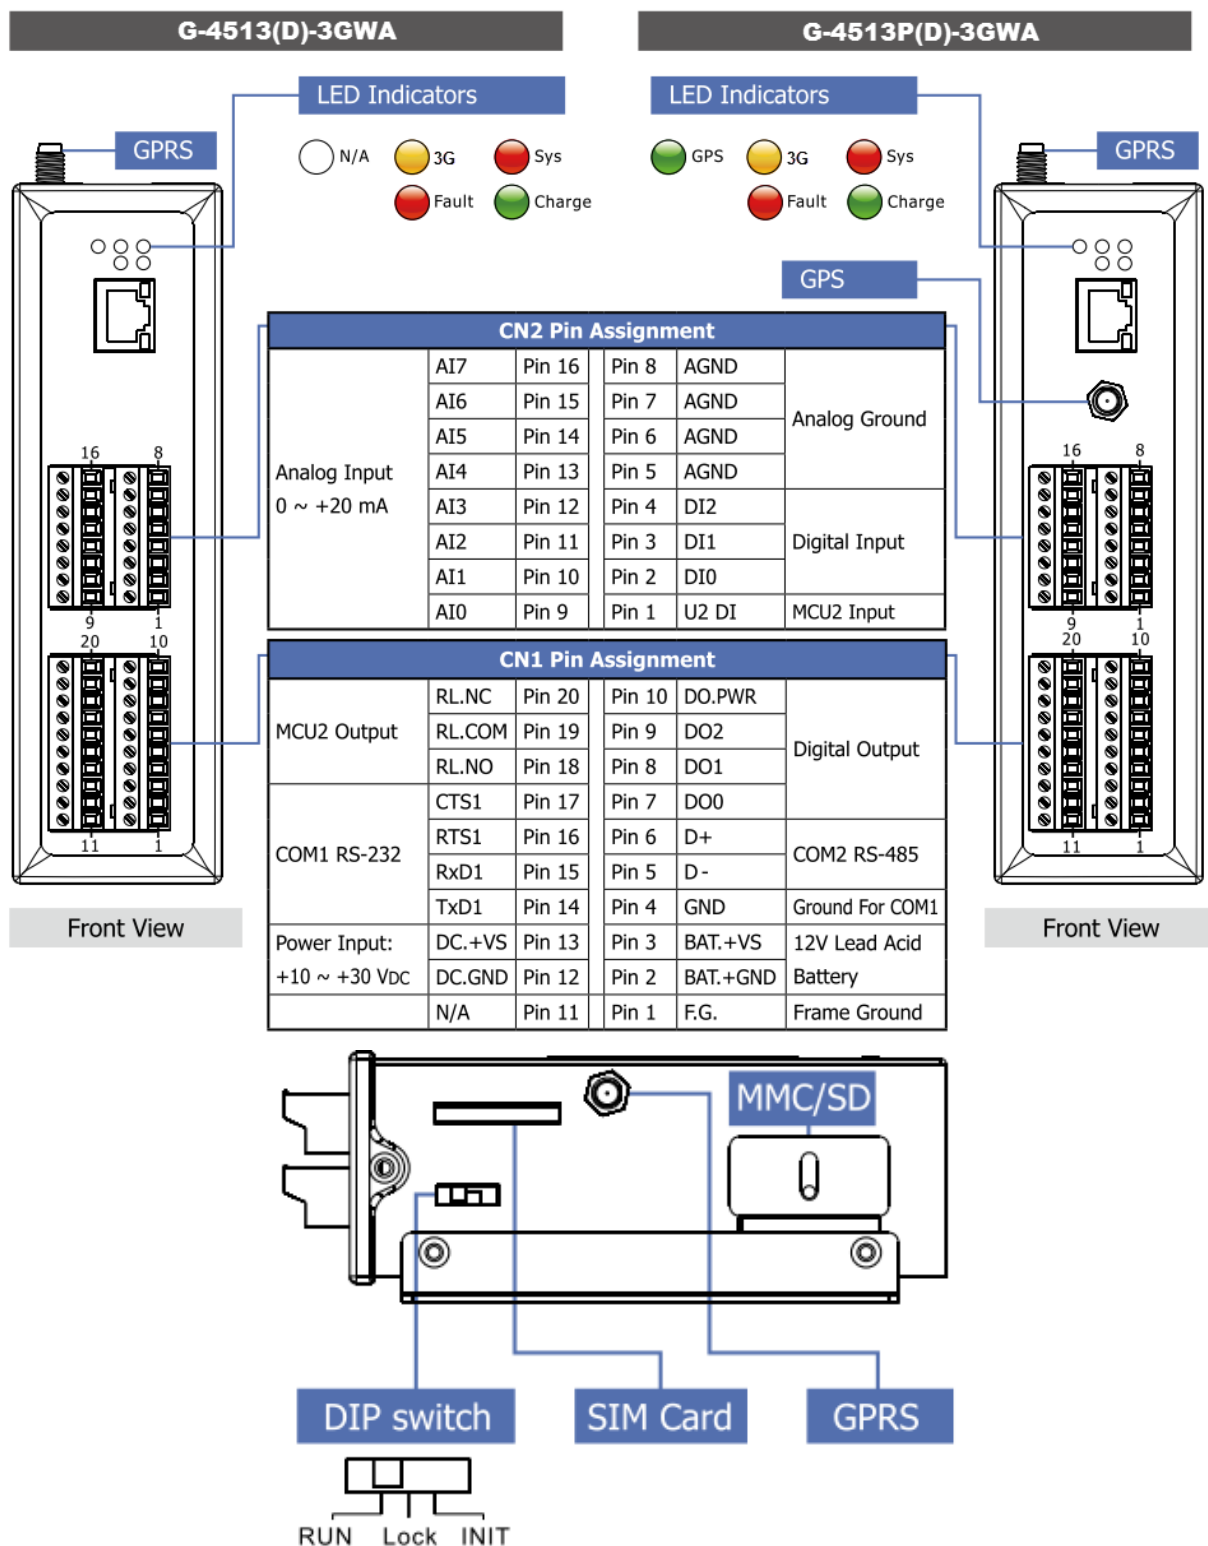 G-4513(D)-3GWA
G-4513P(D)-3GWA
LED Indicators
LED Indicators
GPRS
N/A 3G Sys
Fault Charge
GPS 3G Sys
Fault Charge
GPRS
GPS
CN2 Pin Assignment
AI7 Pin 16 Pin 8 AGND
AI6 Pin 15 Pin 7 AGND
Analog Ground
AI5 Pin 14 Pin 6 AGND
Analog Input
AI4 Pin 13 Pin 5 AGND
0 ~ +20 mA
AI3 Pin 12 Pin 4 DI2
AI2 Pin 11 Pin 3 DI1 Digital Input
AI1 Pin 10 Pin 2 DI0
AI0 Pin 9 Pin 1 U2 DI MCU2 Input
16 8
9 1
20 10
11 1
16 8
9 1
20 10
11 1
CN1 Pin Assignment
RL.NC Pin 20 Pin 10 DO.PWR
MCU2 Output RL.COM Pin 19 Pin 9 DO2
Digital Output
RL.NO Pin 18 Pin 8 DO1
CTS1 Pin 17 Pin 7 DO0
RTS1 Pin 16 Pin 6 D+
COM1 RS-232
COM2 RS-485
RxD1 Pin 15 Pin 5 D-
TxD1 Pin 14 Pin 4 GND Ground For COM1
Power Input: DC.+VS Pin 13 Pin 3 BAT.+VS 12V Lead Acid
+10 ~ +30 VDC DC.GND Pin 12 Pin 2 BAT.+GND Battery
N/A Pin 11 Pin 1 F.G. Frame Ground
Front View
Front View
MMC/SD
DIP switch
SIM Card
GPRS
RUN Lock INIT